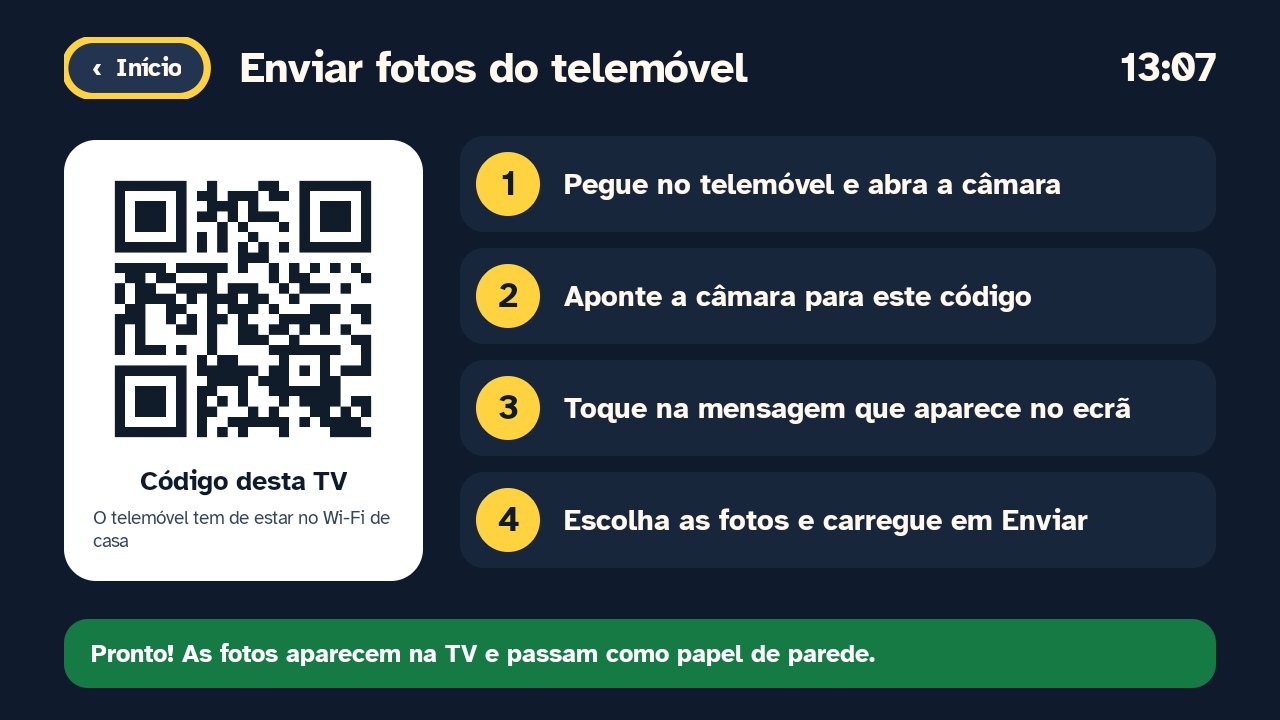 ‹ Início
Enviar fotos do telemóvel
13:07
1 Pegue no telemóvel e abra a câmara
2 Aponte a câmara para este código
3 Toque na mensagem que aparece no ecrã
4 Escolha as fotos e carregue em Enviar
Código desta TV
O telemóvel tem de estar no Wi-Fi de
casa
Pronto! As fotos aparecem na TV e passam como papel de parede.